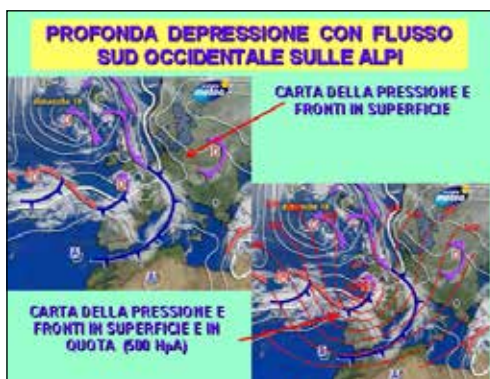 PROFONDA DEPRESSIONE CON FLUSSO
SUD OCCIDENTALE SULLE ALPI
CARTA DELLA PRESSIONE E
FRONTI IN SUPERFICIE
CARTA DELLA PRESSIONE E
FRONTI IN SUPERFICIE E IN
QUOTA (500 HpA)